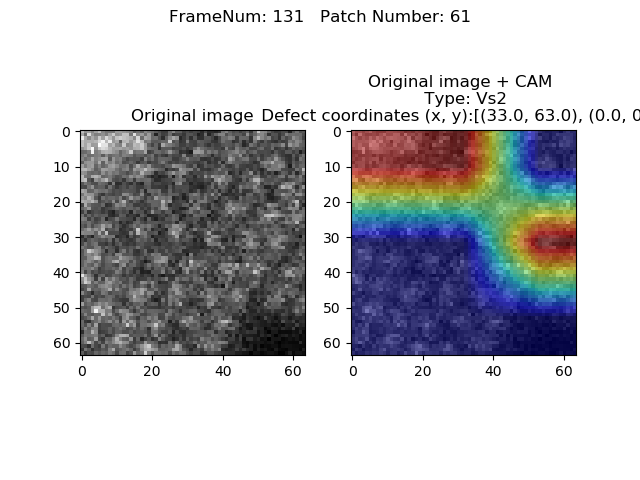 FrameNum: 131   Patch Number: 61
Original image
Original image + CAM
Type: Vs2
Defect coordinates (x, y):[(33.0, 63.0), (0.0, 0
0
10
20
30
40
50
60
0 20 40 60
0
10
20
30
40
50
60
0 20 40 60